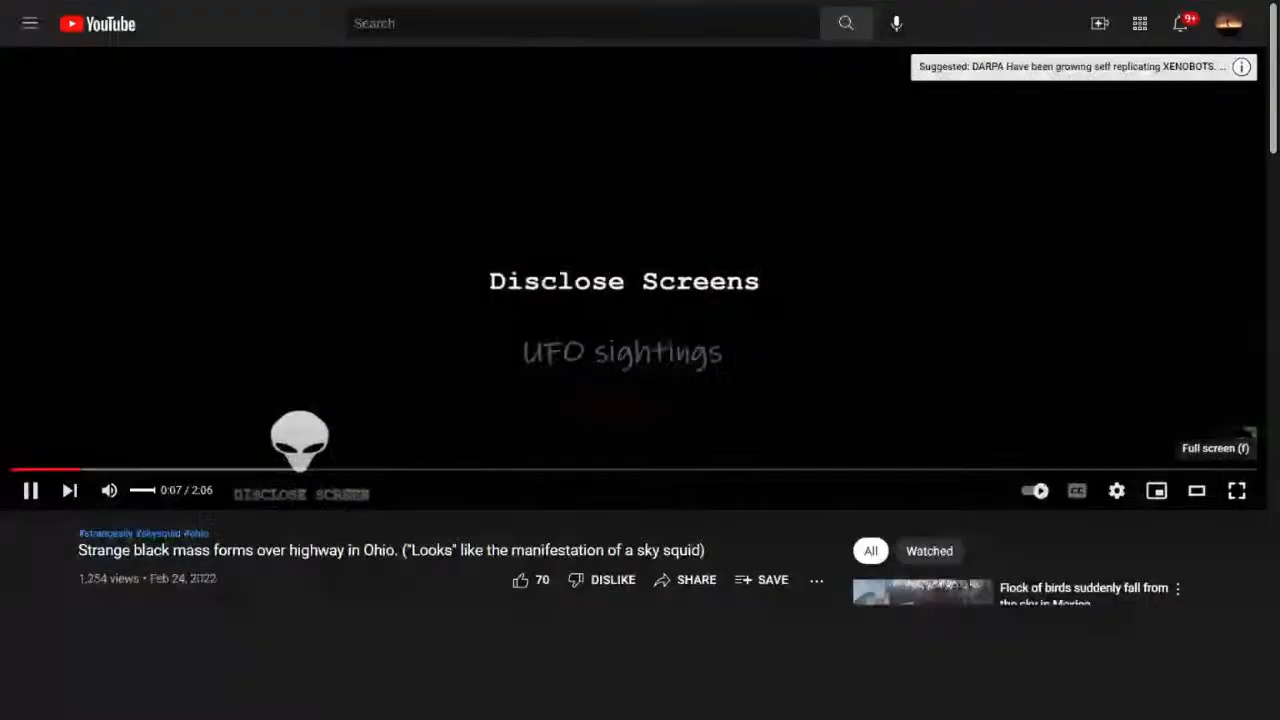 YouTube
Search
9+
Suggested: DARPA Have been growing self replicating XENOBOTS. ...
Disclose Screens
UFO sightings
Full screen (f)
0:07 / 2:06
DISCLOSE SCREEN
CC
#strangesky #skysquid #ohio
Strange black mass forms over highway in Ohio. ("Looks" like the manifestation of a sky squid)
1,254 views • Feb 24, 2022
70
DISLIKE
SHARE
SAVE
All
Watched
Flock of birds suddenly fall from
the sky in Mexico